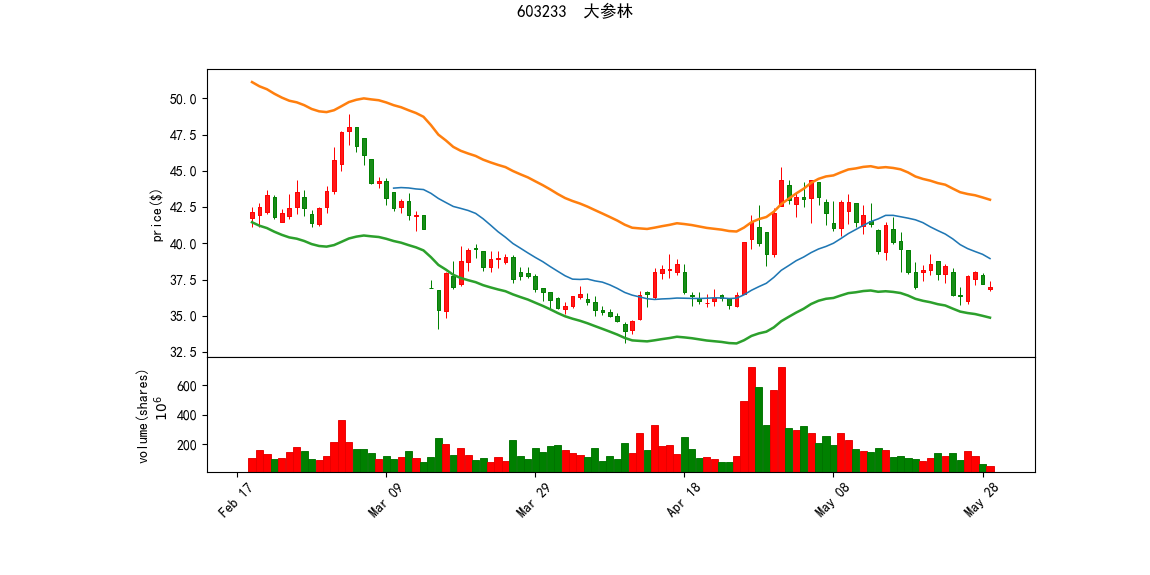 603233 大参林
price($)
50.0
47.5
45.0
42.5
40.0
37.5
35.0
32.5
volume(shares)
10^6
600
400
200
Feb 17
Mar 09
Mar 29
Apr 18
May 08
May 28